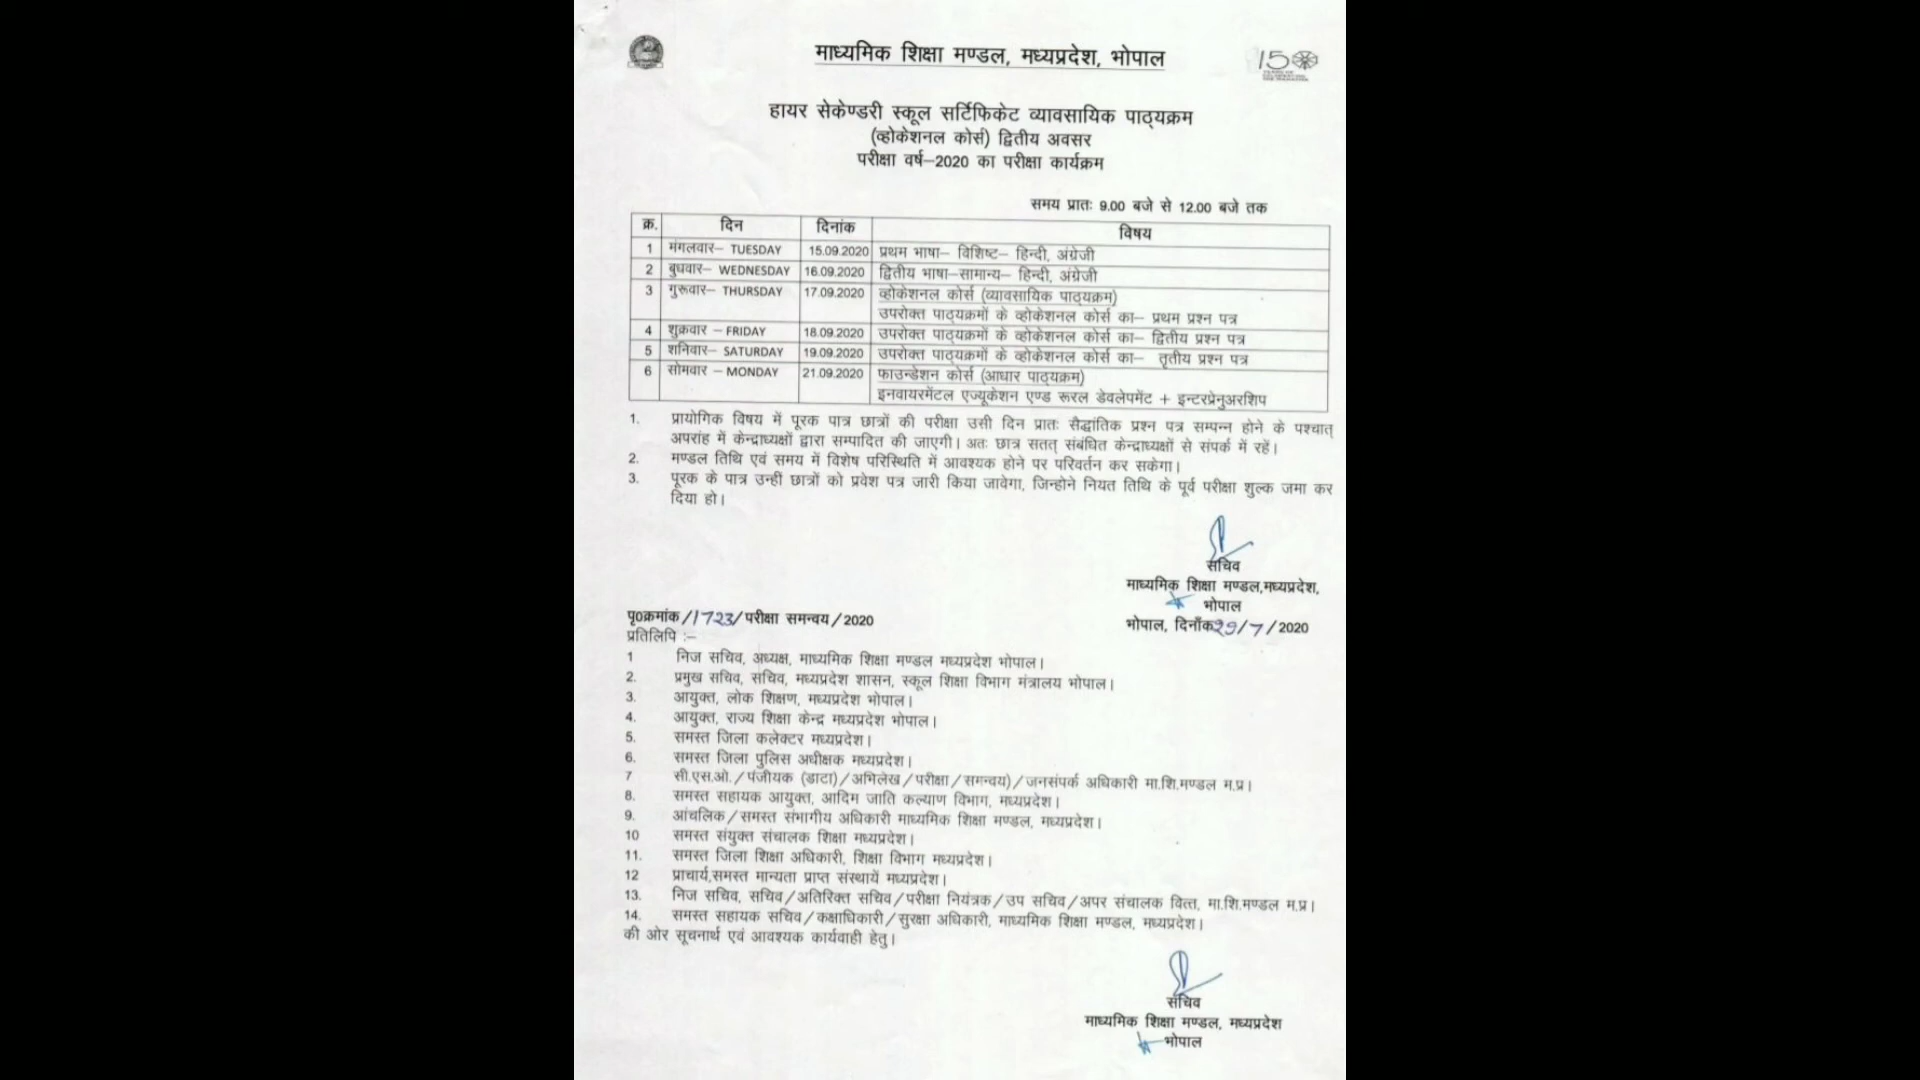 माध्यमिक शिक्षा मण्डल, मध्यप्रदेश, भोपाल
150
हायर सेकेण्डरी स्कूल सर्टिफिकेट व्यावसायिक पाठ्यक्रम
(व्होकेशनल कोर्स) द्वितीय अवसर
परीक्षा वर्ष–2020 का परीक्षा कार्यक्रम
समय प्रातः 9.00 बजे से 12.00 बजे तक
क्र. दिन दिनांक विषय
1 मंगलवार– TUESDAY 15.09.2020 प्रथम भाषा– विशिष्ट– हिन्दी, अंग्रेजी
2 बुधवार– WEDNESDAY 16.09.2020 द्वितीय भाषा–सामान्य– हिन्दी, अंग्रेजी
3 गुरूवार– THURSDAY 17.09.2020 व्होकेशनल कोर्स (व्यावसायिक पाठ्यक्रम)
उपरोक्त पाठ्यक्रमों के व्होकेशनल कोर्स का– प्रथम प्रश्न पत्र
4 शुक्रवार – FRIDAY 18.09.2020 उपरोक्त पाठ्यक्रमों के व्होकेशनल कोर्स का– द्वितीय प्रश्न पत्र
5 शनिवार– SATURDAY 19.09.2020 उपरोक्त पाठ्यक्रमों के व्होकेशनल कोर्स का– तृतीय प्रश्न पत्र
6 सोमवार – MONDAY 21.09.2020 फाउन्डेशन कोर्स (आधार पाठ्यक्रम)
इनवायरमेंटल एज्यूकेशन एण्ड रूरल डेवलेपमेंट + इन्टरप्रेनुअरशिप
1. प्रायोगिक विषय में पूरक पात्र छात्रों की परीक्षा उसी दिन प्रातः सैद्धांतिक प्रश्न पत्र सम्पन्न होने के पश्चात्
अपरांह में केन्द्राध्यक्षों द्वारा सम्पादित की जाएगी। अतः छात्र सतत् संबंधित केन्द्राध्यक्षों से संपर्क में रहें।
2. मण्डल तिथि एवं समय में विशेष परिस्थिति में आवश्यक होने पर परिवर्तन कर सकेगा।
3. पूरक के पात्र उन्हीं छात्रों को प्रवेश पत्र जारी किया जावेगा, जिन्होने नियत तिथि के पूर्व परीक्षा शुल्क जमा कर
दिया हो।
सचिव
माध्यमिक शिक्षा मण्डल,मध्यप्रदेश,
भोपाल
पृ0क्रमांक/1723/परीक्षा समन्वय/2020
भोपाल, दिनाँक29/7/2020
प्रतिलिपि :–
1 निज सचिव, अध्यक्ष, माध्यमिक शिक्षा मण्डल मध्यप्रदेश भोपाल।
2. प्रमुख सचिव, सचिव, मध्यप्रदेश शासन, स्कूल शिक्षा विभाग मंत्रालय भोपाल।
3. आयुक्त, लोक शिक्षण, मध्यप्रदेश भोपाल।
4. आयुक्त, राज्य शिक्षा केन्द्र मध्यप्रदेश भोपाल।
5. समस्त जिला कलेक्टर मध्यप्रदेश।
6. समस्त जिला पुलिस अधीक्षक मध्यप्रदेश।
7 सी.एस.ओ./पंजीयक (डाटा)/अभिलेख/परीक्षा/समन्वय)/जनसंपर्क अधिकारी मा.शि.मण्डल म.प्र।
8. समस्त सहायक आयुक्त, आदिम जाति कल्याण विभाग, मध्यप्रदेश।
9. आंचलिक/समस्त संभागीय अधिकारी माध्यमिक शिक्षा मण्डल, मध्यप्रदेश।
10 समस्त संयुक्त संचालक शिक्षा मध्यप्रदेश।
11. समस्त जिला शिक्षा अधिकारी, शिक्षा विभाग मध्यप्रदेश।
12 प्राचार्य,समस्त मान्यता प्राप्त संस्थायें मध्यप्रदेश।
13. निज सचिव, सचिव/अतिरिक्त सचिव/परीक्षा नियंत्रक/उप सचिव/अपर संचालक वित्त, मा.शि.मण्डल म.प्र।
14. समस्त सहायक सचिव/कक्षाधिकारी/सुरक्षा अधिकारी, माध्यमिक शिक्षा मण्डल, मध्यप्रदेश।
की ओर सूचनार्थ एवं आवश्यक कार्यवाही हेतु।
सचिव
माध्यमिक शिक्षा मण्डल, मध्यप्रदेश
भोपाल